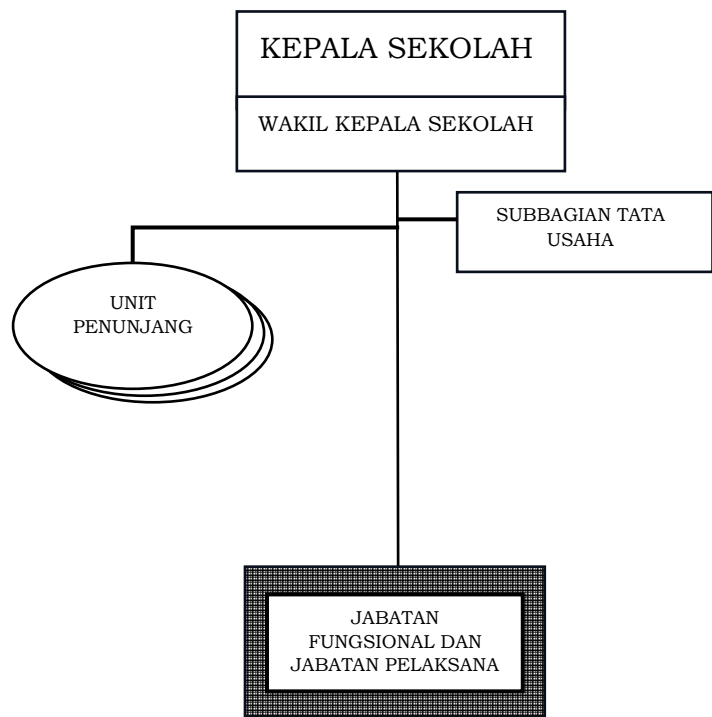 KEPALA SEKOLAH
WAKIL KEPALA SEKOLAH
SUBBAGIAN TATA
USAHA
UNIT
PENUNJANG
JABATAN
FUNGSIONAL DAN
JABATAN PELAKSANA